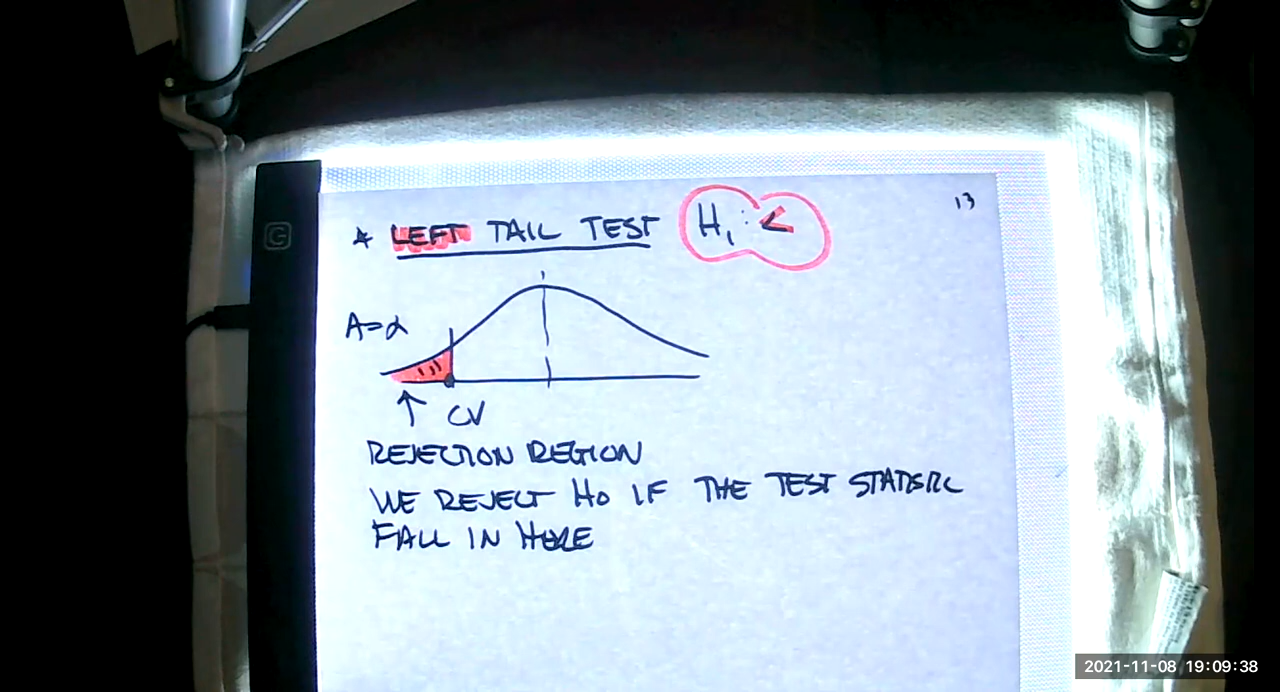 * LEFT TAIL TEST H₁: <
13
A=α
CV
REJECTION REGION
WE REJECT H0 IF THE TEST STATISTIC
FALL IN HERE
2021-11-08 19:09:38